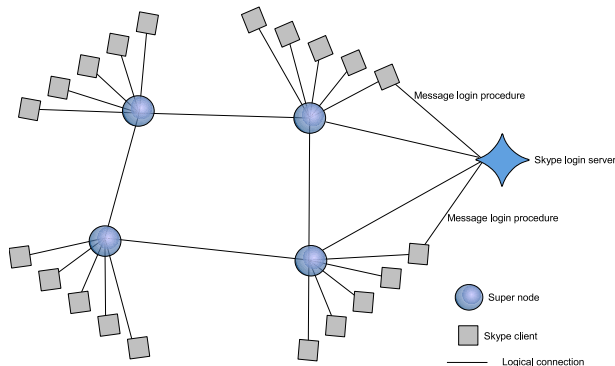 Message login procedure
Skype login server
Message login procedure
Super node
Skype client
Logical connection